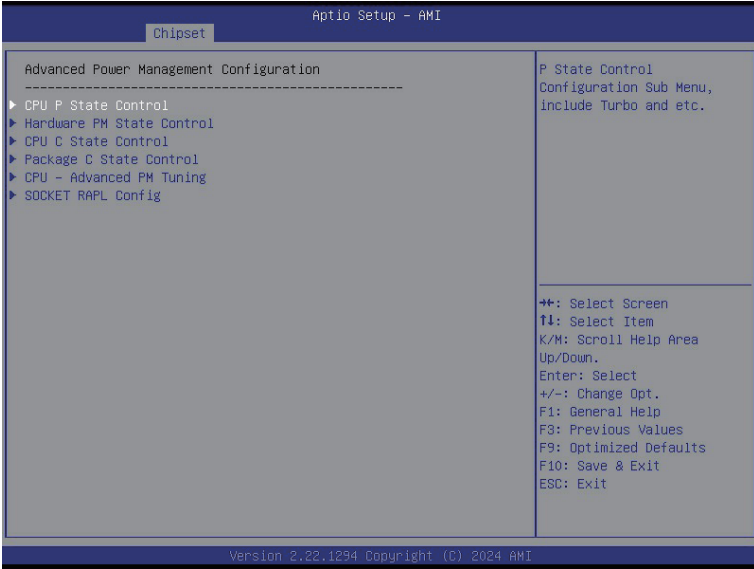 Aptio Setup – AMI
Chipset
Advanced Power Management Configuration
--------------------------------------------------
CPU P State Control
Hardware PM State Control
CPU C State Control
Package C State Control
CPU – Advanced PM Tuning
SOCKET RAPL Config
P State Control
Configuration Sub Menu,
include Turbo and etc.
→←: Select Screen
↑↓: Select Item
K/M: Scroll Help Area
Up/Down.
Enter: Select
+/-: Change Opt.
F1: General Help
F3: Previous Values
F9: Optimized Defaults
F10: Save & Exit
ESC: Exit
Version 2.22.1294 Copyright (C) 2024 AMI